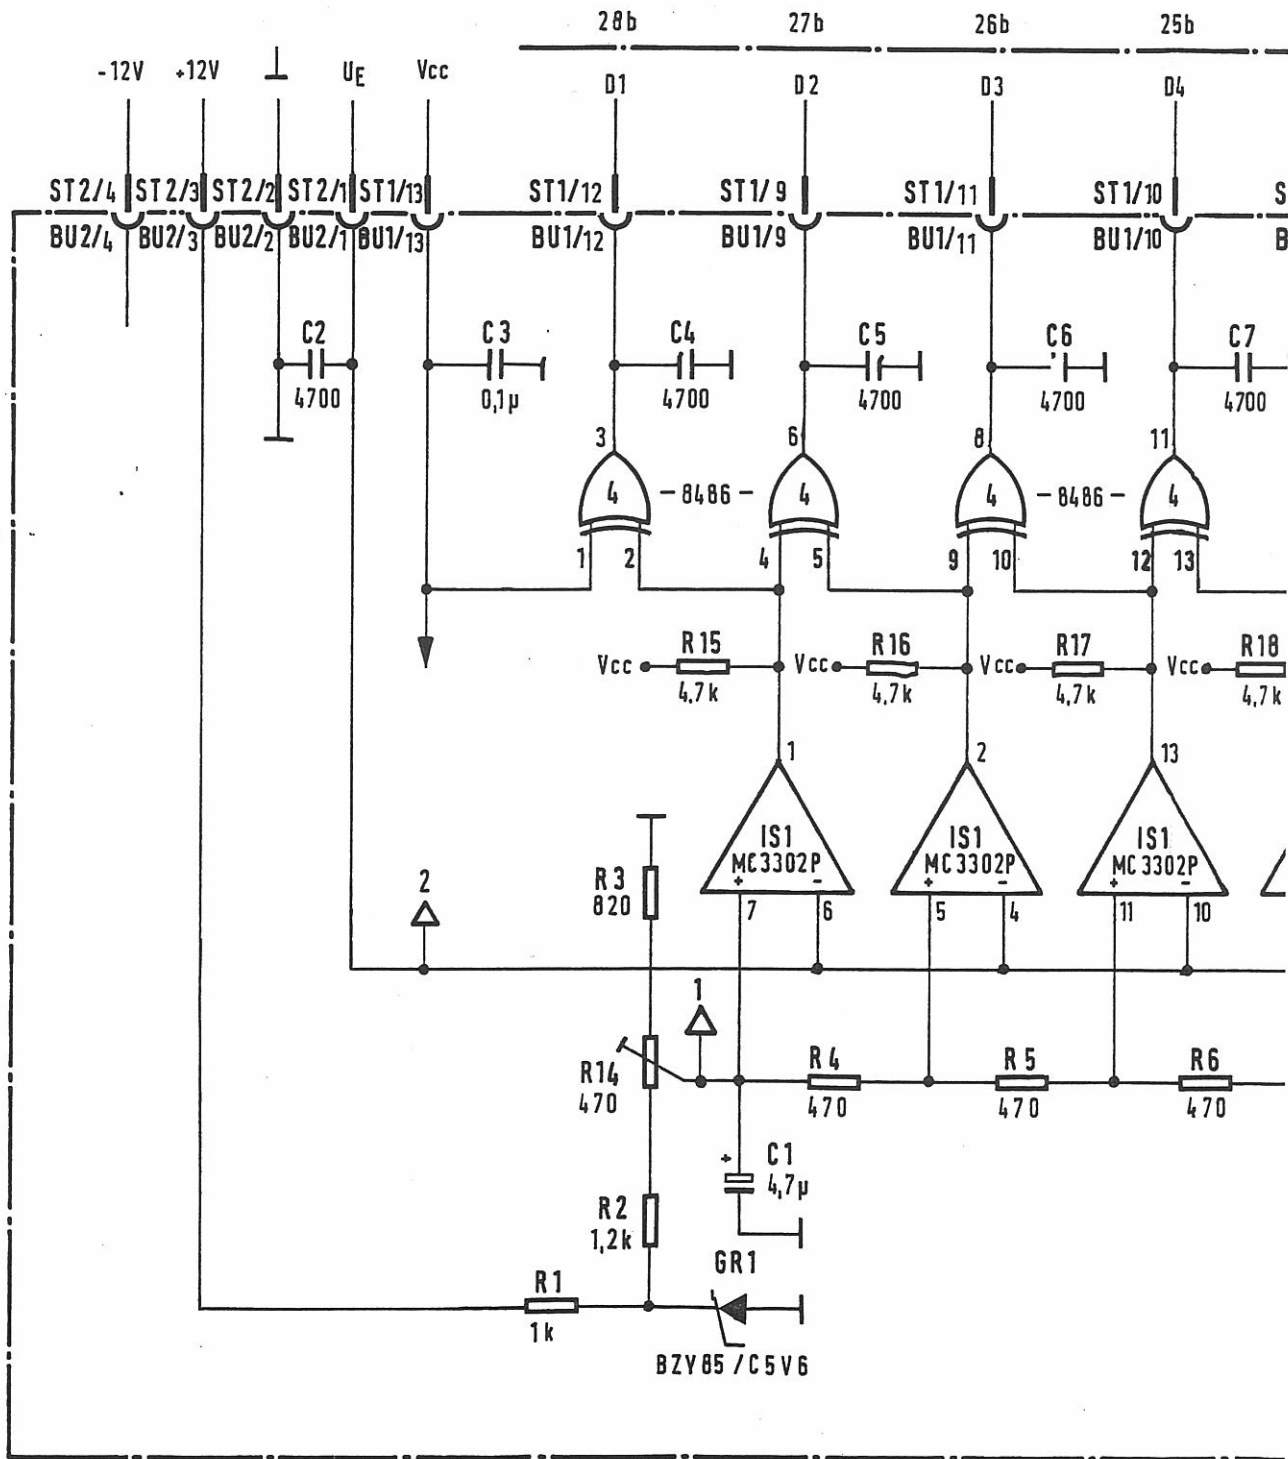 28b 27b 26b 25b
-12V +12V UE Vcc D1 D2 D3 D4
ST2/4 ST2/3 ST2/2 ST2/1 ST1/13 ST1/12 ST1/9 ST1/11 ST1/10 S
BU2/4 BU2/3 BU2/2 BU2/1 BU1/13 BU1/12 BU1/9 BU1/11 BU1/10 B
C2 C3 C4 C5 C6 C7
4700 0,1µ 4700 4700 4700 4700
3 6 8 11
4 -8486- 4 4 -8486- 4
1 2 4 5 9 10 12 13
R15 R16 R17 R18
Vcc Vcc Vcc Vcc
4,7k 4,7k 4,7k 4,7k
1 2 13
IS1 IS1 IS1
MC3302P MC3302P MC3302P
+ - + - + -
R3
820
2
7 6 5 4 11 10
1
R4 R5 R6
R14
470 470 470 470
+ C1
4,7µ
R2
1,2k
GR1
R1
1k
BZY85/C5V6